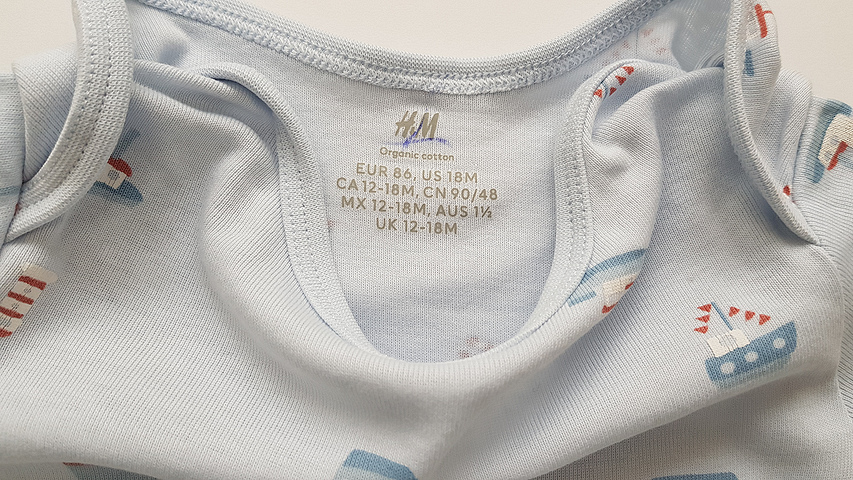 H&M
Organic cotton
EUR 86, US 18M
CA 12-18M, CN 90/48
MX 12-18M, AUS 1½
UK 12-18M